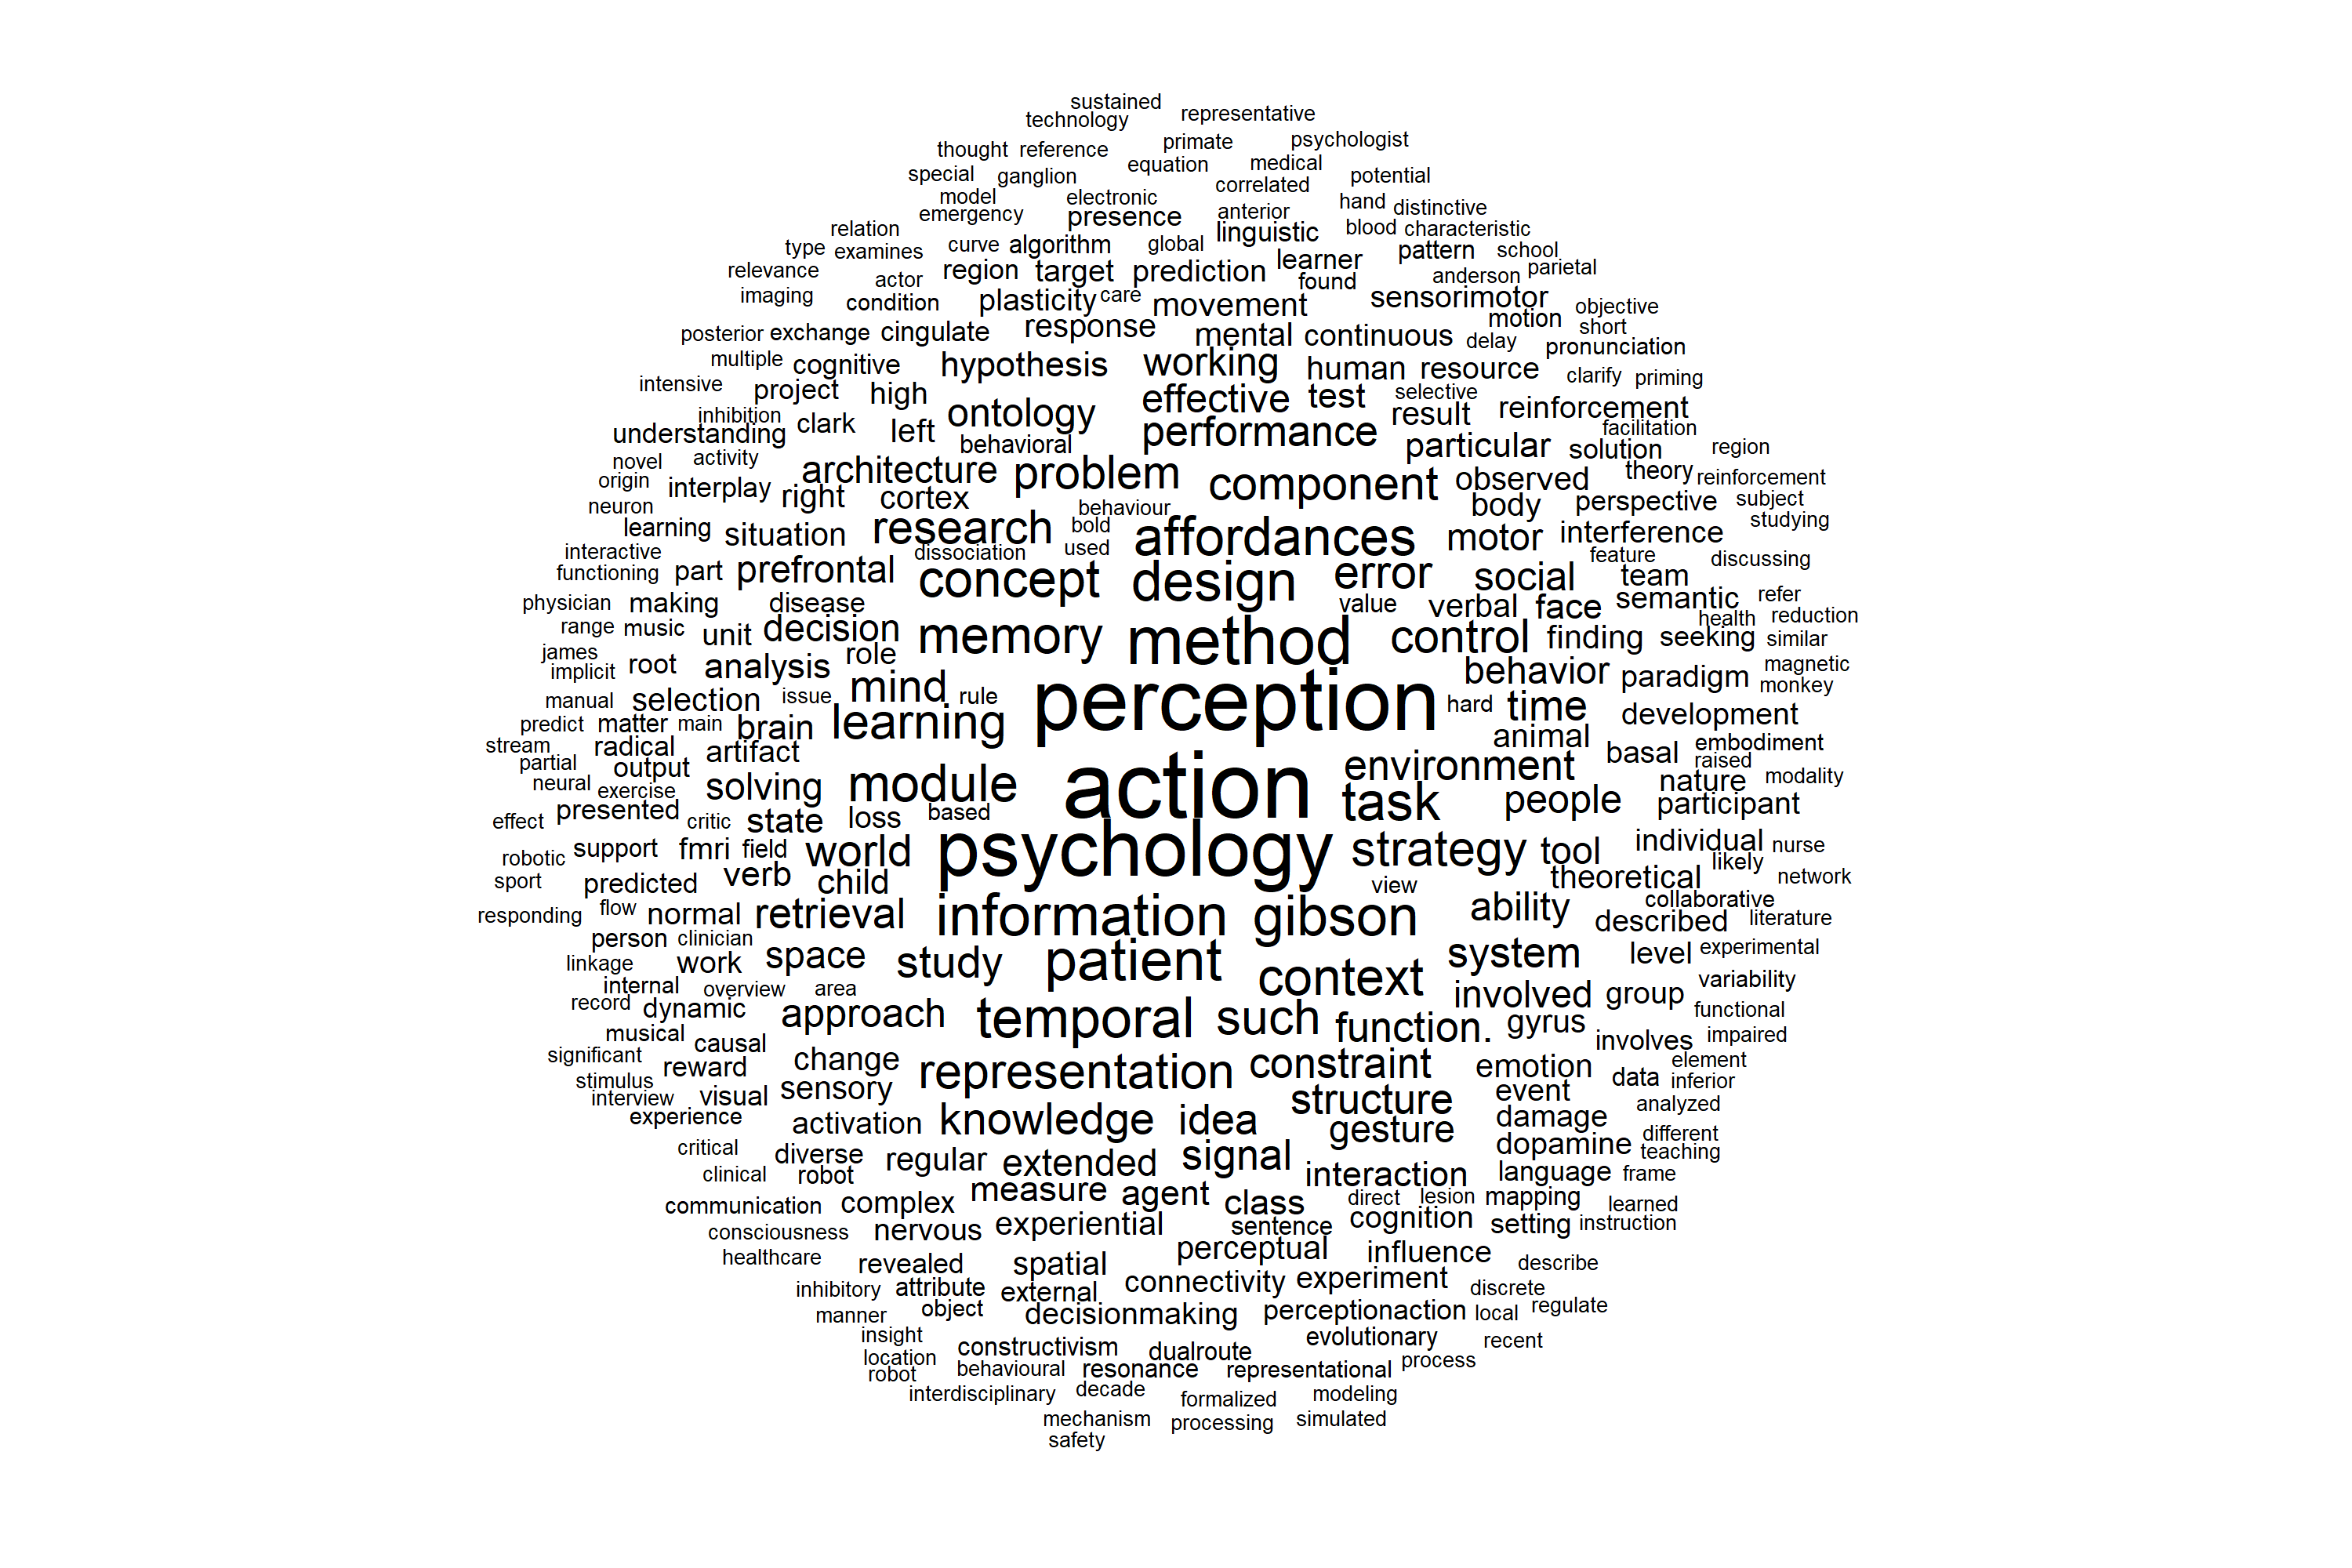 sustained
technology representative
primate psychologist
thought reference equation medical
special ganglion correlated potential
model electronic hand distinctive
emergency presence anterior
relation linguistic blood characteristic
type examines curve algorithm global pattern school
relevance actor region target prediction learner anderson parietal
imaging condition plasticity care movement found sensorimotor objective
posterior exchange cingulate response mental continuous motion short
multiple cognitive hypothesis working human resource delay pronunciation
intensive project high effective test selective clarify priming
inhibition clark left ontology performance result reinforcement
understanding behavioral particular solution facilitation region
novel activity architecture problem component observed theory reinforcement
origin interplay right cortex body perspective subject
neuron behaviour
learning situation research bold affordances motor interference studying
interactive dissociation used feature discussing
functioning part prefrontal concept design error social team
physician making disease value verbal face semantic refer
range music unit decision memory method control finding seeking health reduction
james root analysis role behavior paradigm similar
implicit magnetic
manual selection issue mind rule perception hard time monkey
predict matter main brain learning development
stream radical artifact animal basal embodiment
partial output environment raised
neural exercise solving module action task people nature modality
effect presented critic state loss based participant
robotic support fmri field world psychology strategy tool individual nurse
sport predicted verb child view theoretical likely network
responding flow normal retrieval information gibson ability collaborative
person clinician described literature
linkage work space study patient context system level experimental
internal overview area variability
record dynamic approach temporal such function. involved group functional
musical causal gyrus involves impaired
significant reward change representation constraint emotion element
stimulus visual sensory structure event data inferior
interview
experience activation knowledge idea gesture damage analyzed
critical diverse regular extended signal dopamine different
clinical robot interaction language teaching frame
communication complex measure agent class direct lesion mapping learned
consciousness nervous experiential sentence cognition setting instruction
healthcare revealed spatial perceptual influence describe
inhibitory attribute external connectivity experiment discrete
manner object decisionmaking perceptionaction local regulate
insight constructivism dualroute evolutionary recent
location behavioural resonance representational process
robot
interdisciplinary decade formalized modeling
mechanism processing simulated
safety